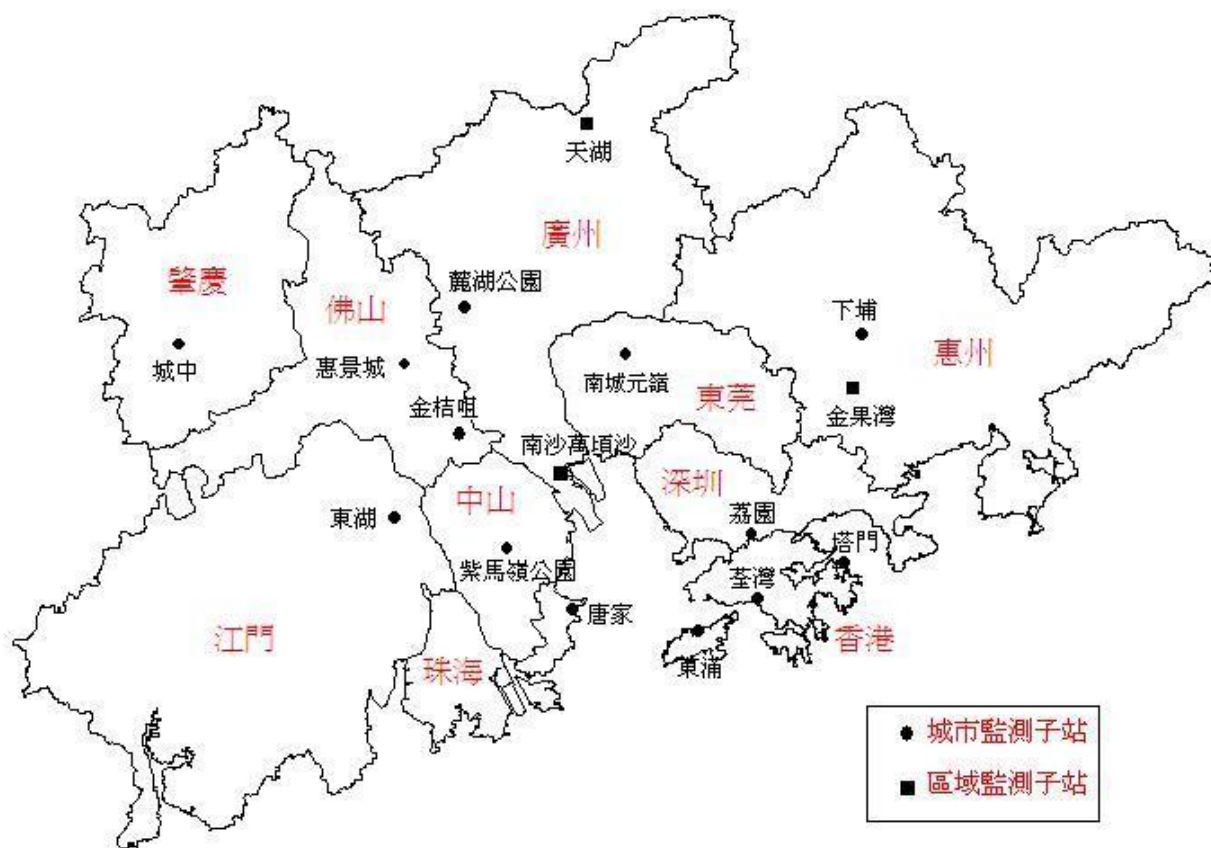 天湖
廣州
肇慶
麓湖公園
佛山
下埔
惠州
城中
惠景城
南城元嶺
東莞
金桔咀
金果灣
南沙萬頃沙
深圳
中山
東湖
荔園
塔門
紫馬嶺公園
荃灣
唐家
江門
香港
珠海
東涌
城市監測子站
區域監測子站